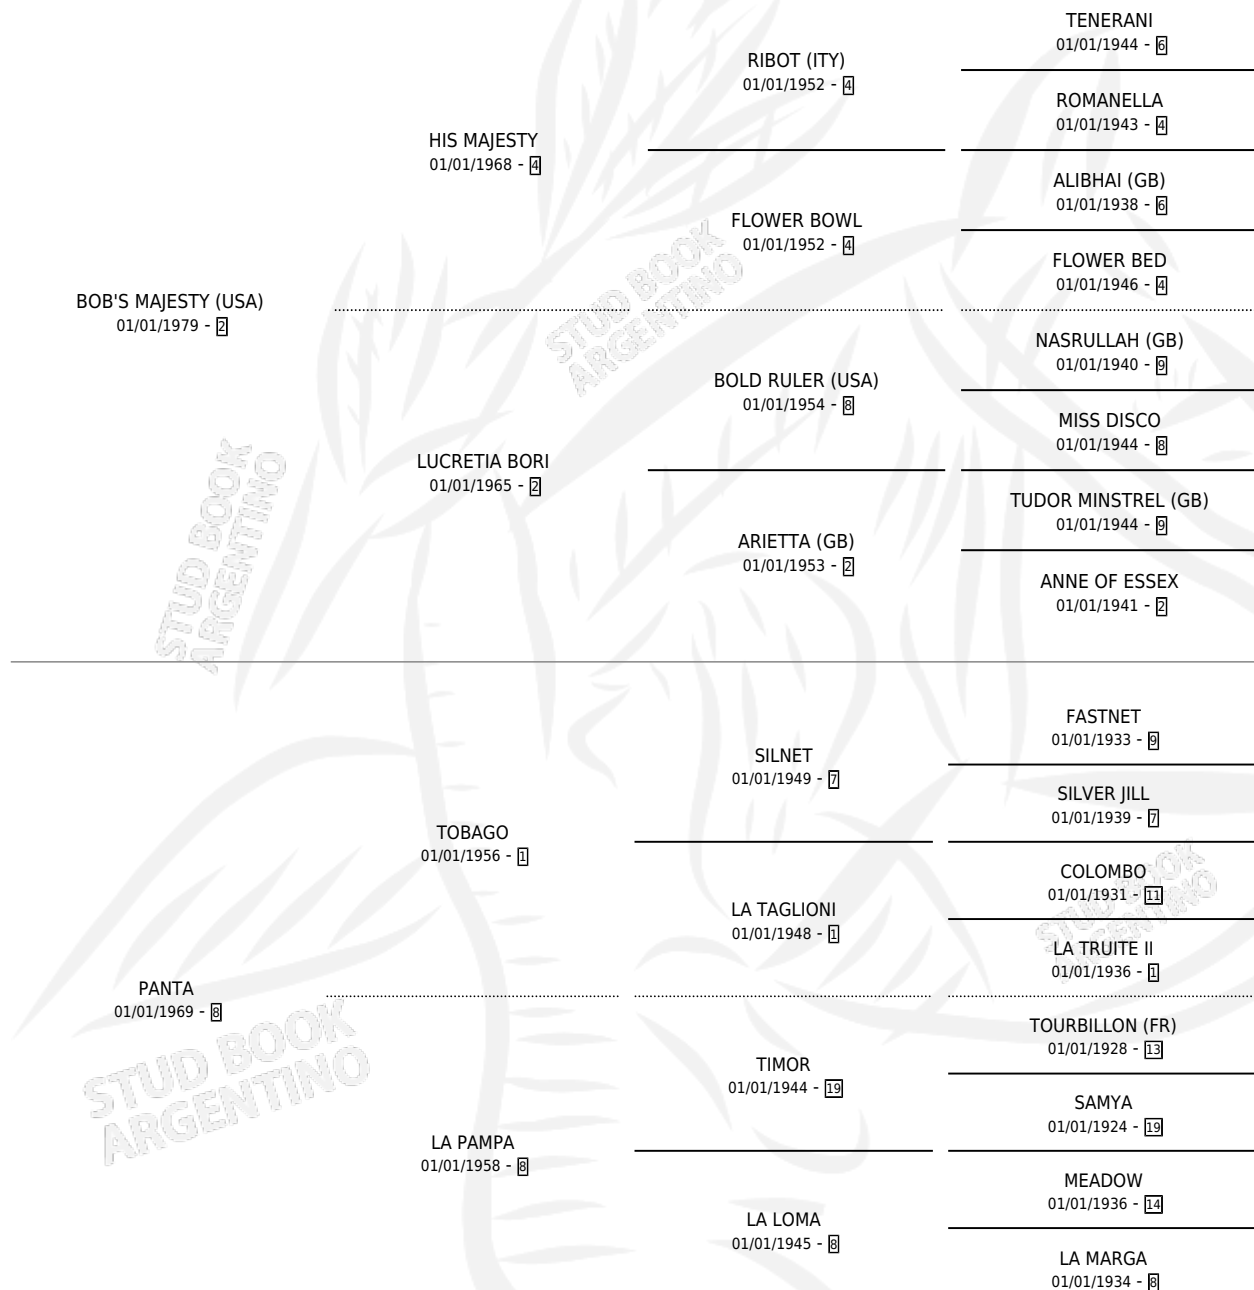 TENERANI
01/01/1944 - 6
RIBOT (ITY)
01/01/1952 - 4
ROMANELLA
01/01/1943 - 4
HIS MAJESTY
01/01/1968 - 4
ALIBHAI (GB)
01/01/1938 - 6
FLOWER BOWL
01/01/1952 - 4
FLOWER BED
01/01/1946 - 4
BOB'S MAJESTY (USA)
01/01/1979 - 2
STUD BOOK
ARGENTINO
NASRULLAH (GB)
01/01/1940 - 9
BOLD RULER (USA)
01/01/1954 - 8
MISS DISCO
01/01/1944 - 8
LUCRETIA BORI
01/01/1965 - 2
TUDOR MINSTREL (GB)
01/01/1944 - 9
ARIETTA (GB)
01/01/1953 - 2
ANNE OF ESSEX
01/01/1941 - 2
STUD BOOK
ARGENTINO
FASTNET
01/01/1933 - 9
SILNET
01/01/1949 - 7
SILVER JILL
01/01/1939 - 7
TOBAGO
01/01/1956 - 1
COLOMBO
01/01/1931 - 11
LA TAGLIONI
01/01/1948 - 1
STUD BOOK
ARGENTINO
LA TRUITE II
01/01/1936 - 1
PANTA
01/01/1969 - 8
TOURBILLON (FR)
01/01/1928 - 13
TIMOR
01/01/1944 - 19
SAMYA
01/01/1924 - 19
STUD BOOK
ARGENTINO
LA PAMPA
01/01/1958 - 8
MEADOW
01/01/1936 - 14
LA LOMA
01/01/1945 - 8
LA MARGA
01/01/1934 - 8